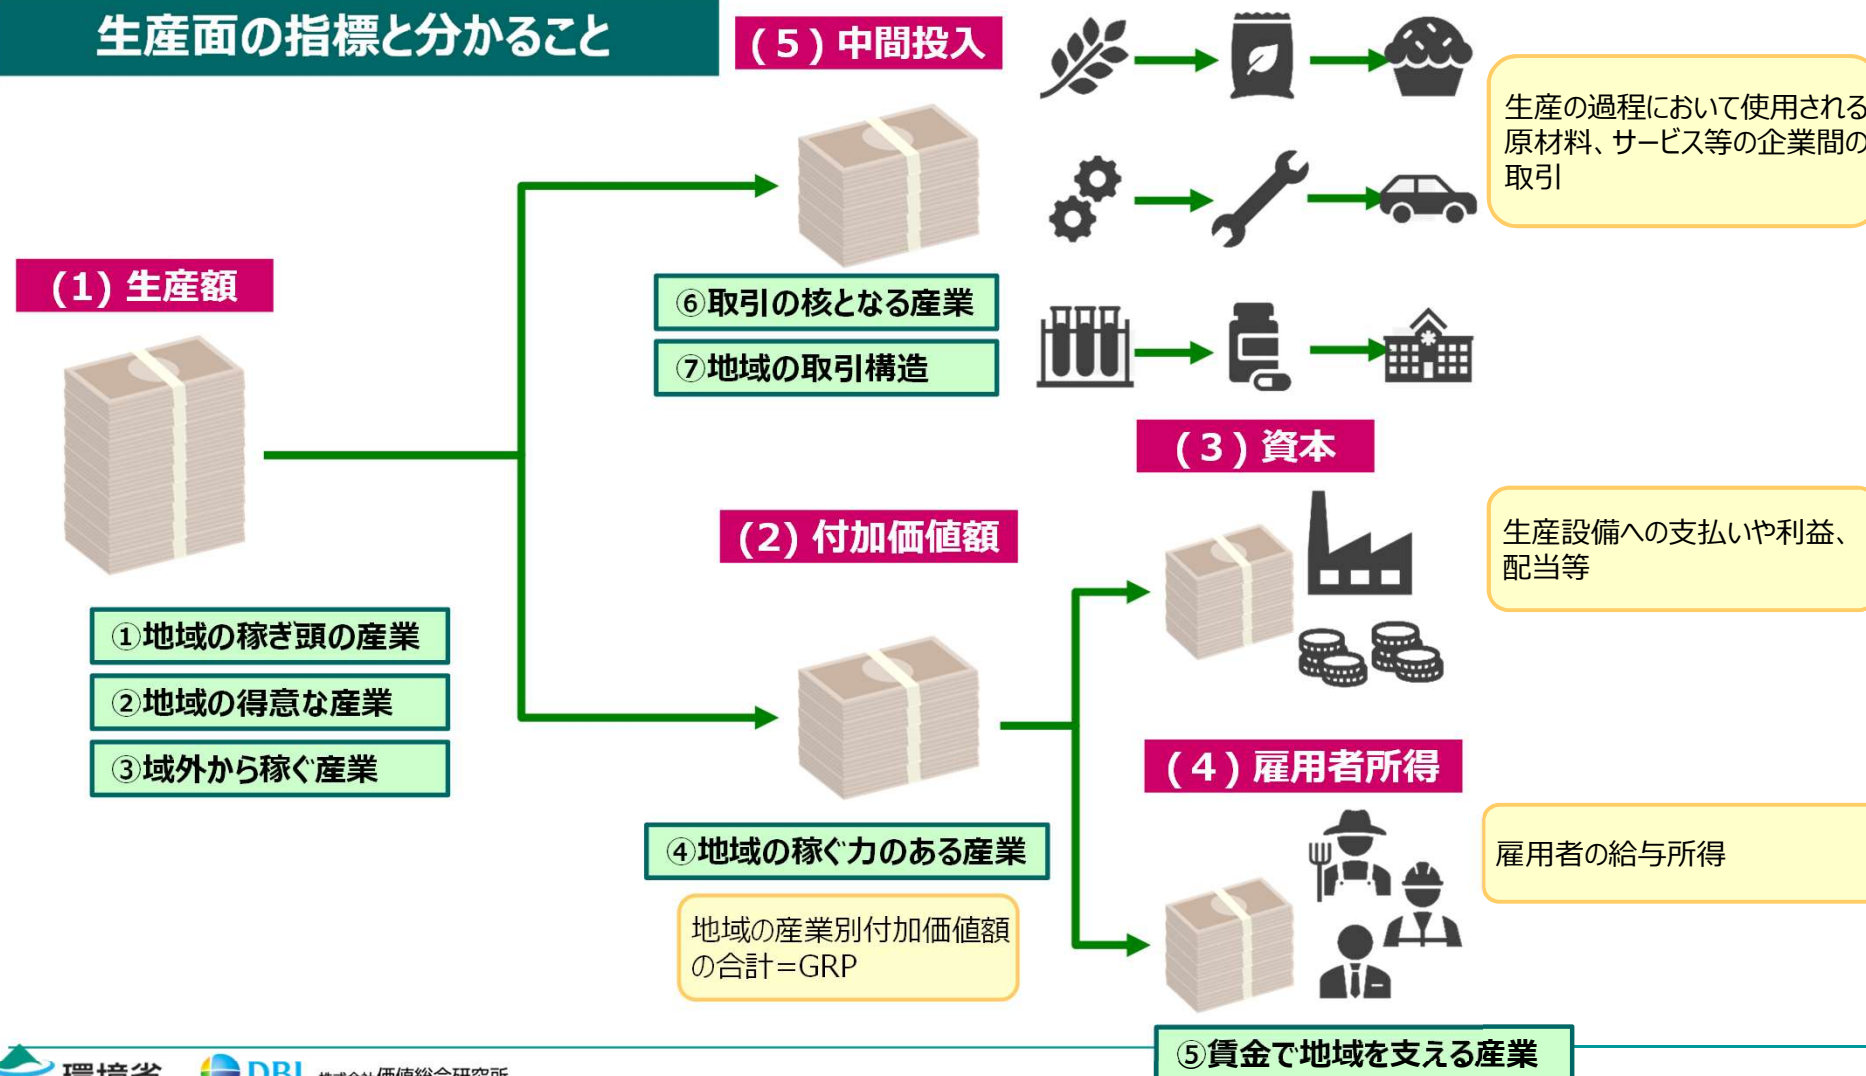 生産面の指標と分かること
(5)中間投入
生産の過程において使用される
原材料、サービス等の企業間の
取引
(1) 生産額
⑥取引の核となる産業
⑦地域の取引構造
(3)資本
(2) 付加価値額
生産設備への支払いや利益、
配当等
①地域の稼ぎ頭の産業
②地域の得意な産業
③域外から稼ぐ産業
(4)雇用者所得
④地域の稼ぐ力のある産業
雇用者の給与所得
地域の産業別付加価値額
の合計=GRP
⑤賃金で地域を支える産業
環境省
DBJ 株式会社価値総合研究所